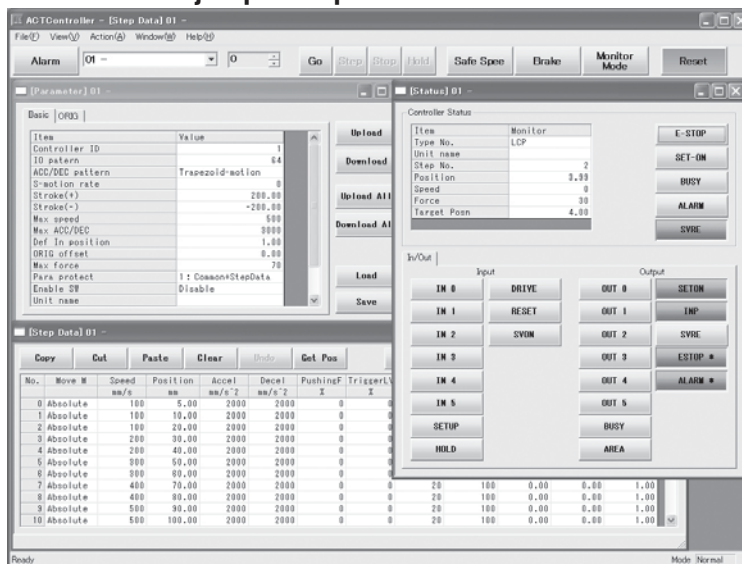 ACTController - [Step Data] 01 -
File(F) View(V) Action(A) Window(W) Help(H)
Alarm 01 - 0 Go Step Stop Hold Safe Spee Brake Monitor Mode Reset
[Parameter] 01 -
Basic ORIG
Item Value
Controller ID 1
IO patern 64
ACC/DEC pattern Trapezoid-motion
S-motion rate 0
Stroke(+) 200.00
Stroke(-) -200.00
Max speed 500
Max ACC/DEC 3000
Def In position 1.00
ORIG offset 0.00
Max force 70
Para protect 1: Common+StepData
Enable SW Disable
Unit name
Upload
Download
Upload All
Download Al
Load
Save
[Status] 01 -
Controller Status
Item Monitor
Type No. LCP
Unit name
Step No. 2
Position 3.99
Speed 0
Force 30
Target Posn 4.00
E-STOP
SET-ON
BUSY
ALARM
SVRE
In/Out
Input Output
IN 0 DRIVE OUT 0 SETON
IN 1 RESET OUT 1 INP
IN 2 SVON OUT 2 SVRE
IN 3 OUT 3 ESTOP *
IN 4 OUT 4 ALARM *
IN 5 OUT 5
SETUP BUSY
HOLD AREA
[Step Data] 01 -
Copy Cut Paste Clear Undo Get Pos
No. Move M Speed Position Accel Decel PushingF TriggerLV
mm/s mm mm/s^2 mm/s^2 % %
0 Absolute 100 5.00 2000 2000 0 0
1 Absolute 100 10.00 2000 2000 0 0
2 Absolute 100 20.00 2000 2000 0 0
3 Absolute 200 30.00 2000 2000 0 0
4 Absolute 200 40.00 2000 2000 0 0
5 Absolute 300 50.00 2000 2000 0 0
6 Absolute 300 60.00 2000 2000 0 0
7 Absolute 400 70.00 2000 2000 0 0 20 100 0.00 0.00 1.00
8 Absolute 400 80.00 2000 2000 0 0 20 100 0.00 0.00 1.00
9 Absolute 500 90.00 2000 2000 0 0 20 100 0.00 0.00 1.00
10 Absolute 500 100.00 2000 2000 0 0 20 100 0.00 0.00 1.00
Ready Mode Normal